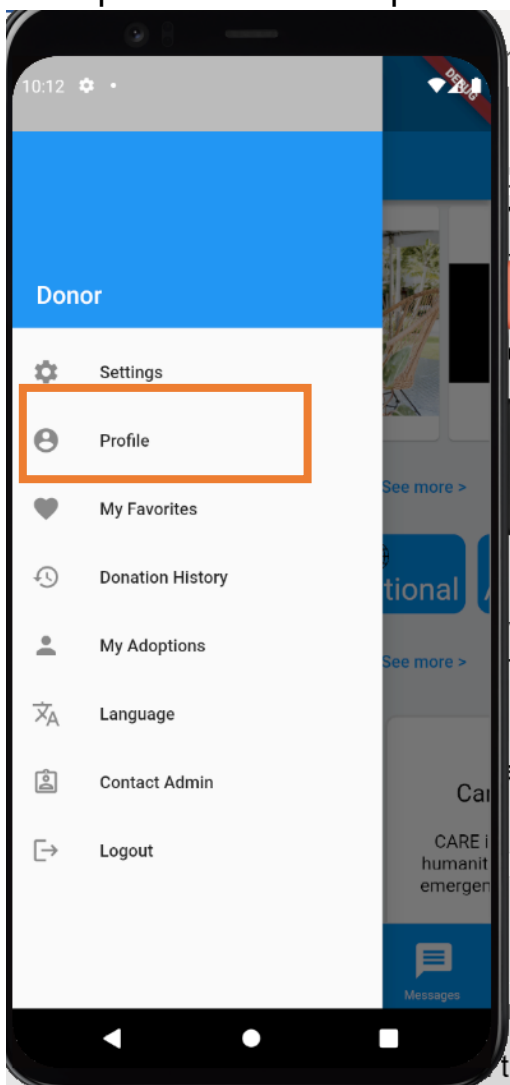 10:12
DEBUG
Donor
Settings
Profile
See more >
My Favorites
Donation History
tional
My Adoptions
See more >
Language
Contact Admin
Car
Logout
CARE i
humanit
emergen
Messages